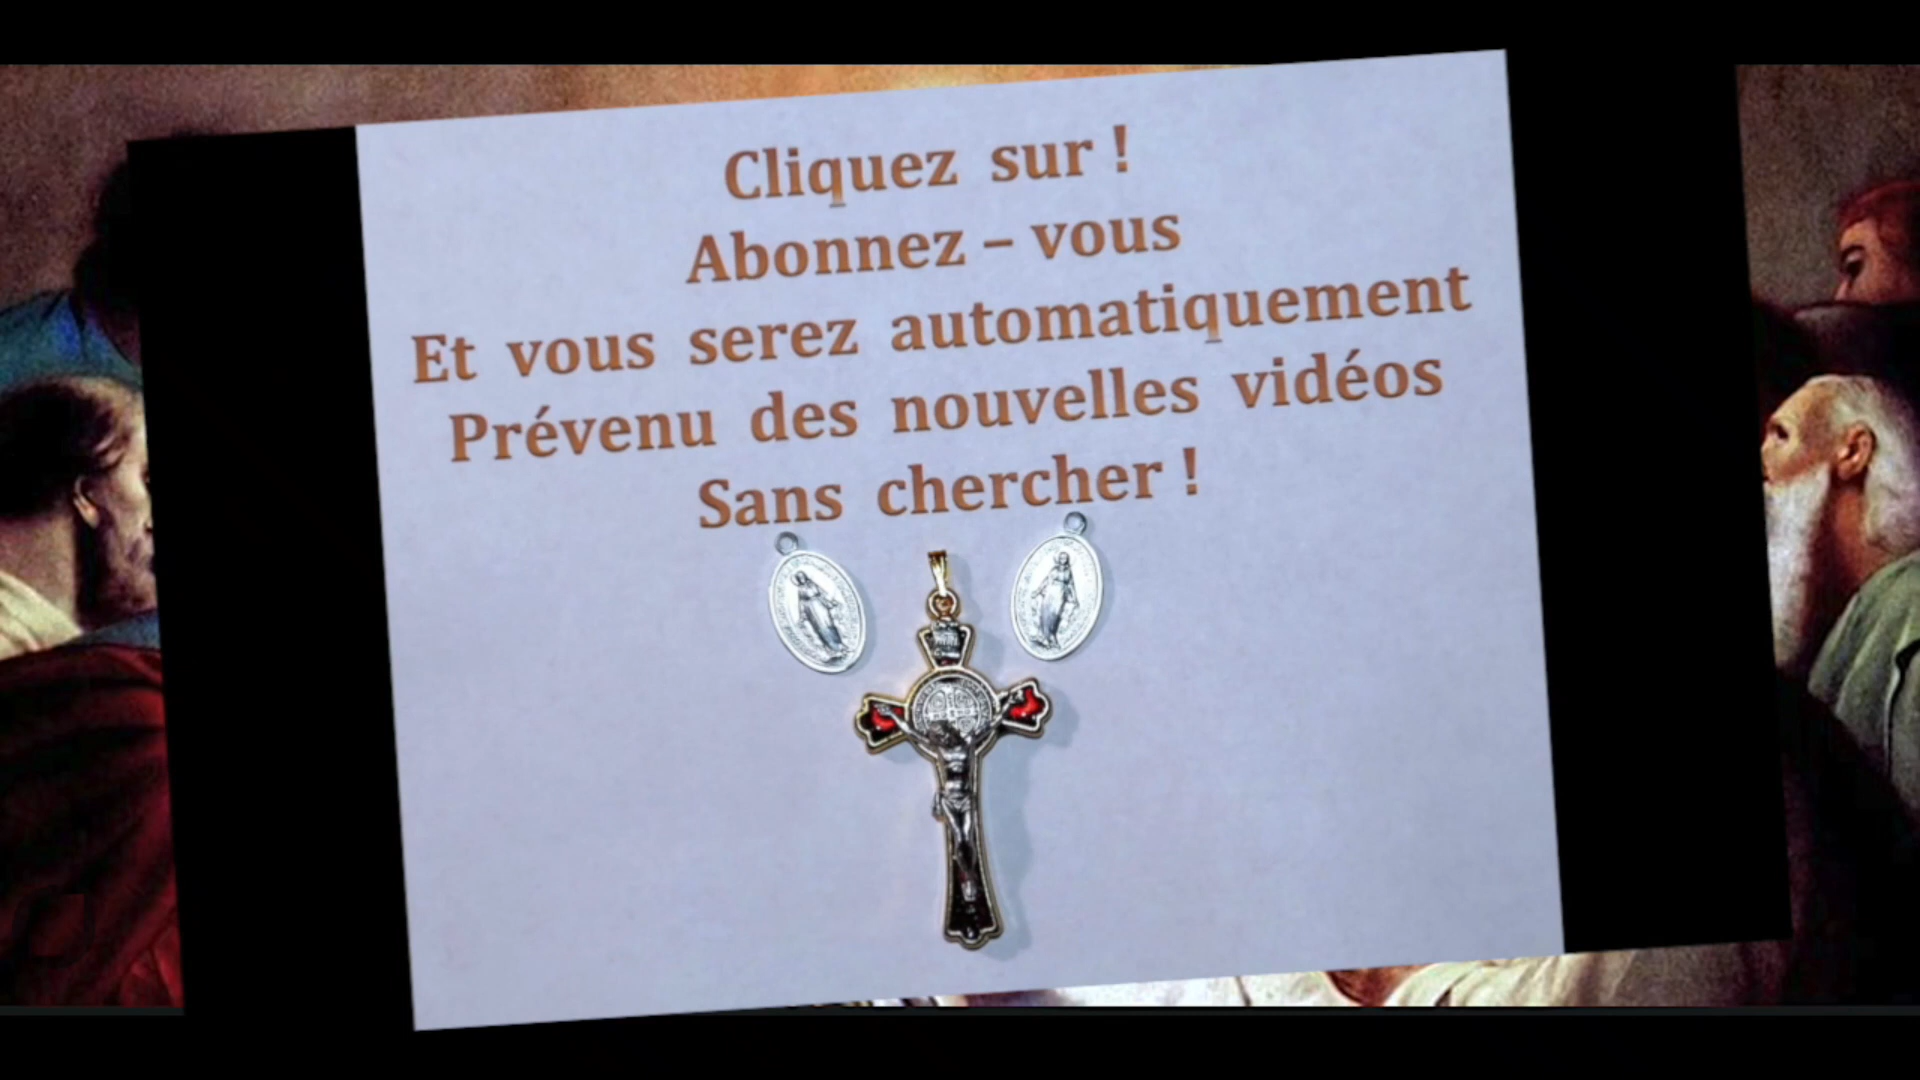 Cliquez sur !
Abonnez – vous
Et vous serez automatiquement
Prévenu des nouvelles vidéos
Sans chercher !